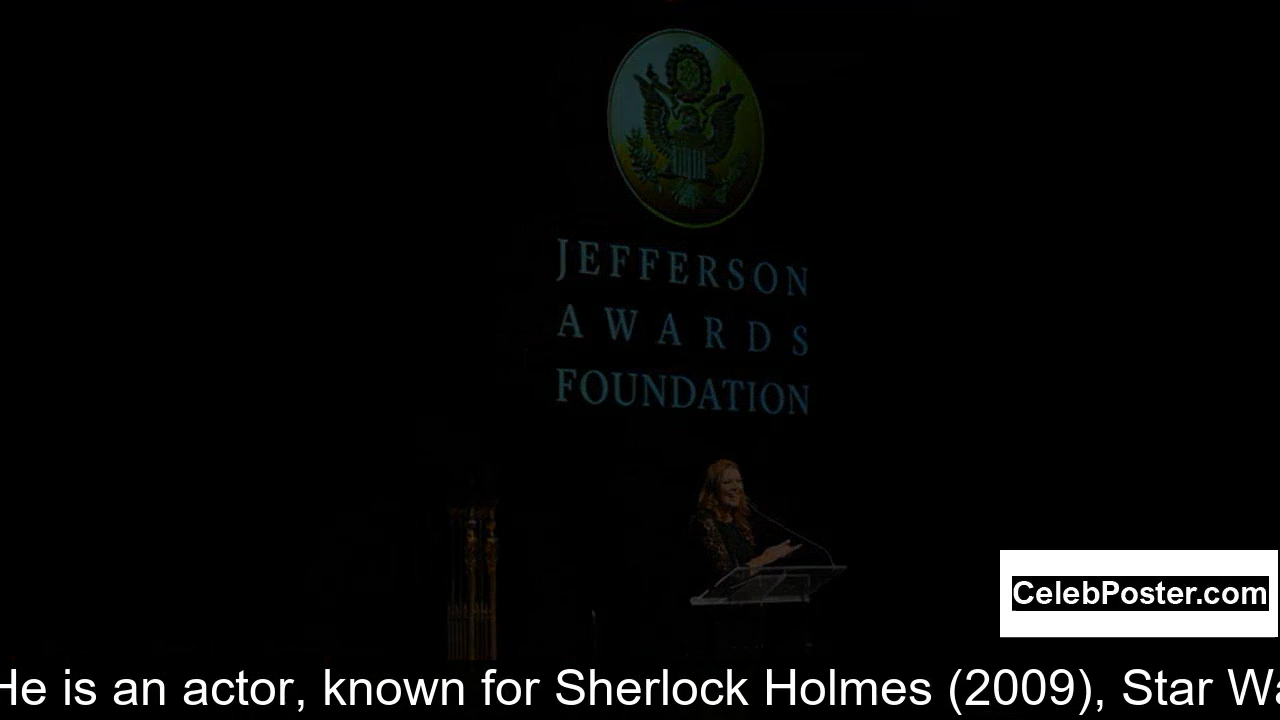 JEFFERSON
AWARDS
FOUNDATION
CelebPoster.com
He is an actor, known for Sherlock Holmes (2009), Star